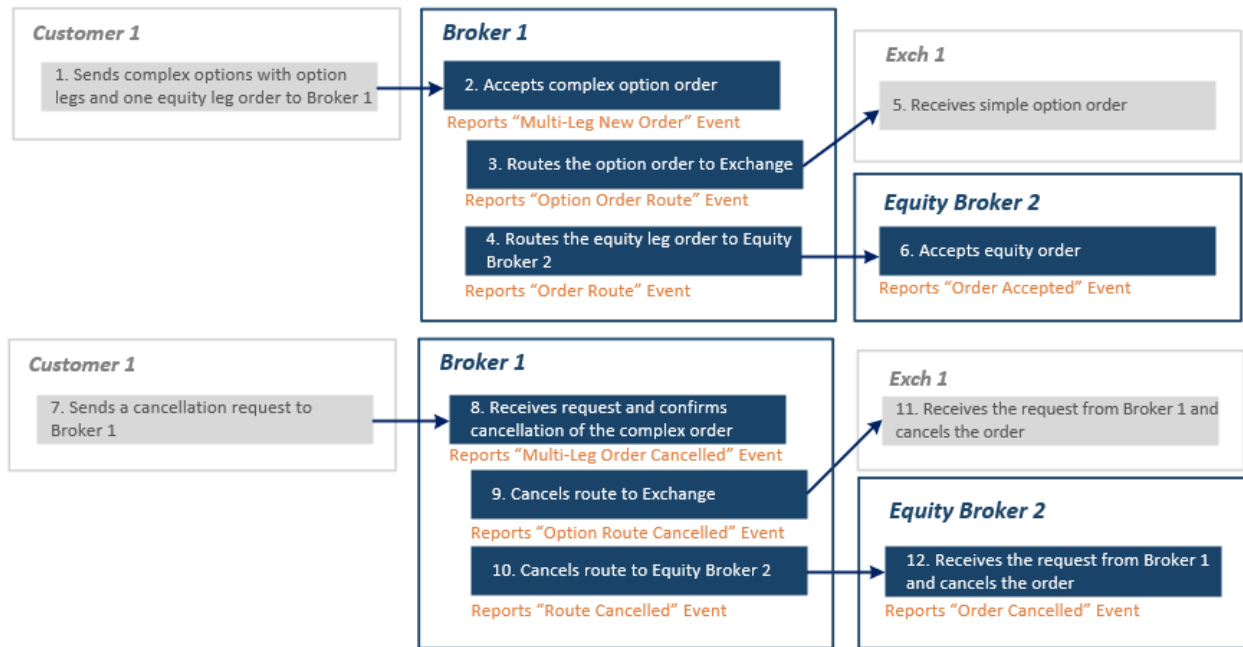 Customer 1
1. Sends complex options with option
legs and one equity leg order to Broker 1
Broker 1
2. Accepts complex option order
Reports “Multi-Leg New Order” Event
3. Routes the option order to Exchange
Reports “Option Order Route” Event
4. Routes the equity leg order to Equity
Broker 2
Reports “Order Route” Event
Exch 1
5. Receives simple option order
Equity Broker 2
6. Accepts equity order
Reports “Order Accepted” Event
Customer 1
7. Sends a cancellation request to
Broker 1
Broker 1
8. Receives request and confirms
cancellation of the complex order
Reports “Multi-Leg Order Cancelled” Event
9. Cancels route to Exchange
Reports “Option Route Cancelled” Event
10. Cancels route to Equity Broker 2
Reports “Route Cancelled” Event
Exch 1
11. Receives the request from Broker 1 and
cancels the order
Equity Broker 2
12. Receives the request from Broker 1
and cancels the order
Reports “Order Cancelled” Event